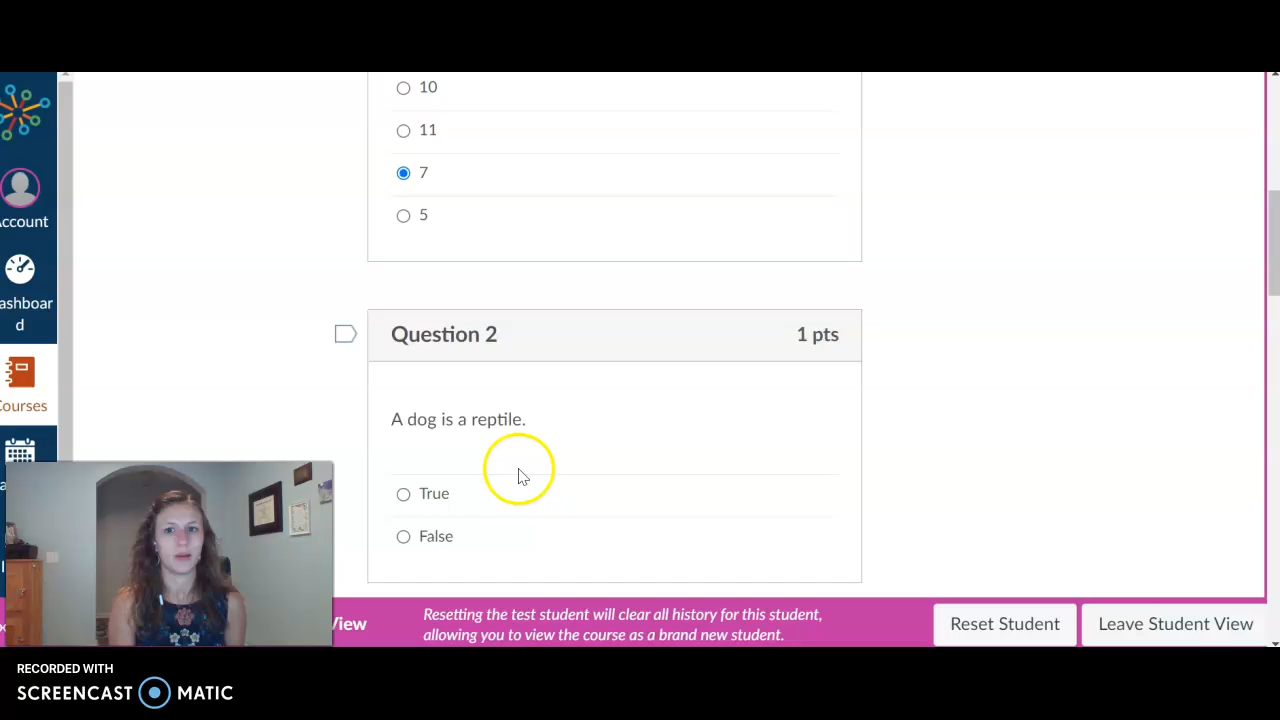 10
11
7
5
Account
Dashboar
d
Courses
Question 2
1 pts
A dog is a reptile.
True
False
View
Resetting the test student will clear all history for this student,
allowing you to view the course as a brand new student.
Reset Student
Leave Student View
RECORDED WITH
SCREENCAST MATIC